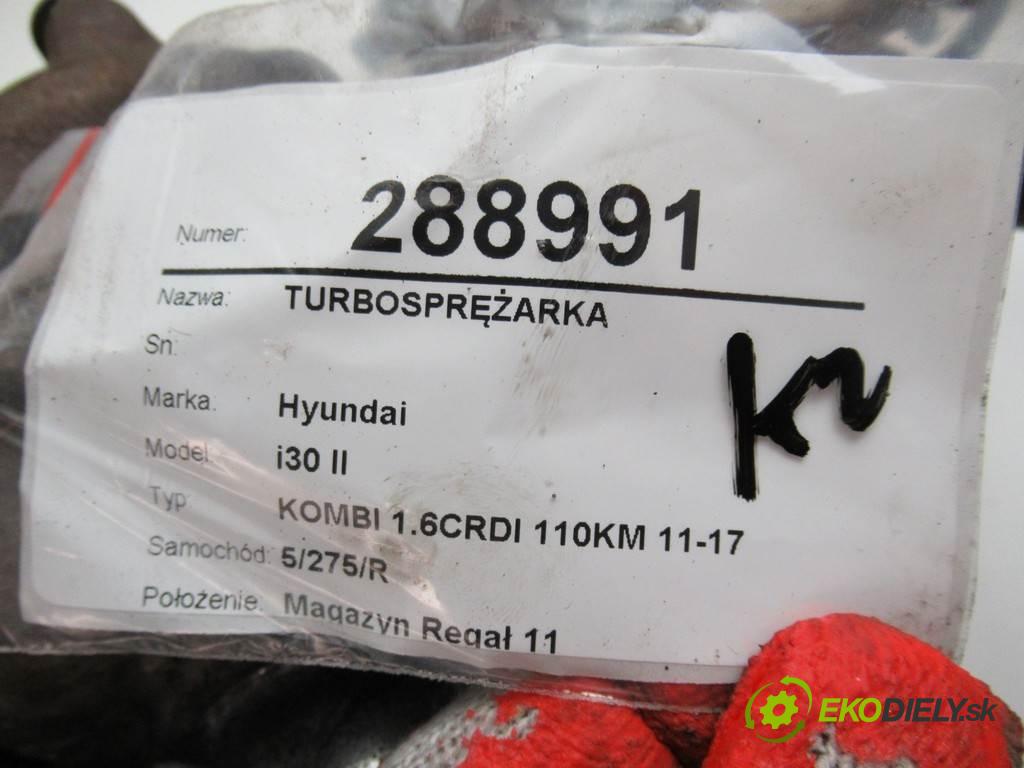 Numer: 288991
Nazwa: TURBOSPRĘŻARKA
Sn:
Marka: Hyundai
Model: i30 II
Typ: KOMBI 1.6CRDI 110KM 11-17
Samochód: 5/275/R
Położenie: Magazyn Regał 11
EKODIELY.sk